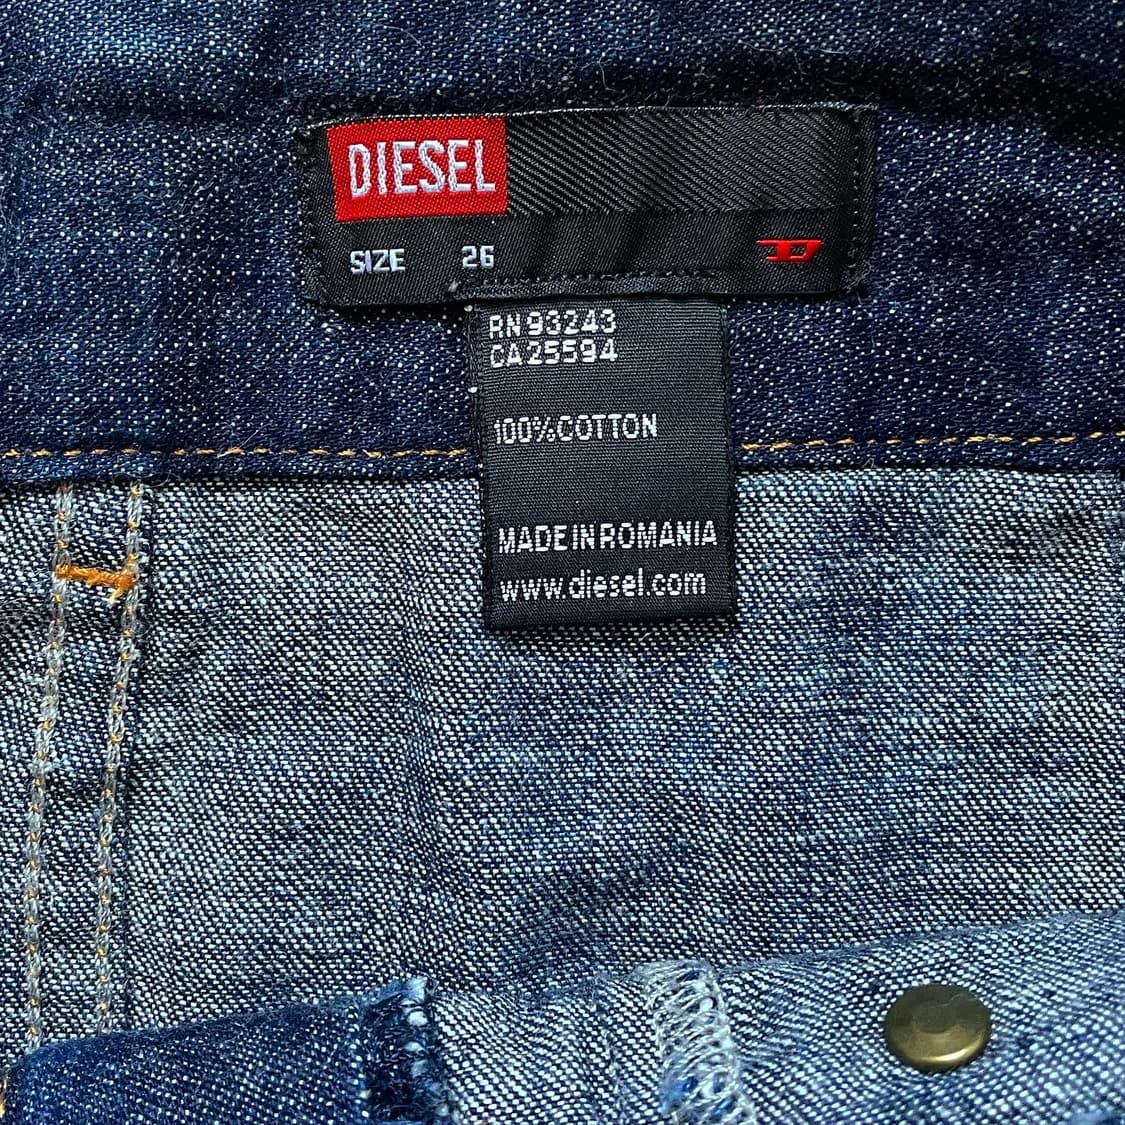 DIESEL
SIZE 26
RN 93243
CA 25594
100%COTTON
MADE IN ROMANIA
www.diesel.com